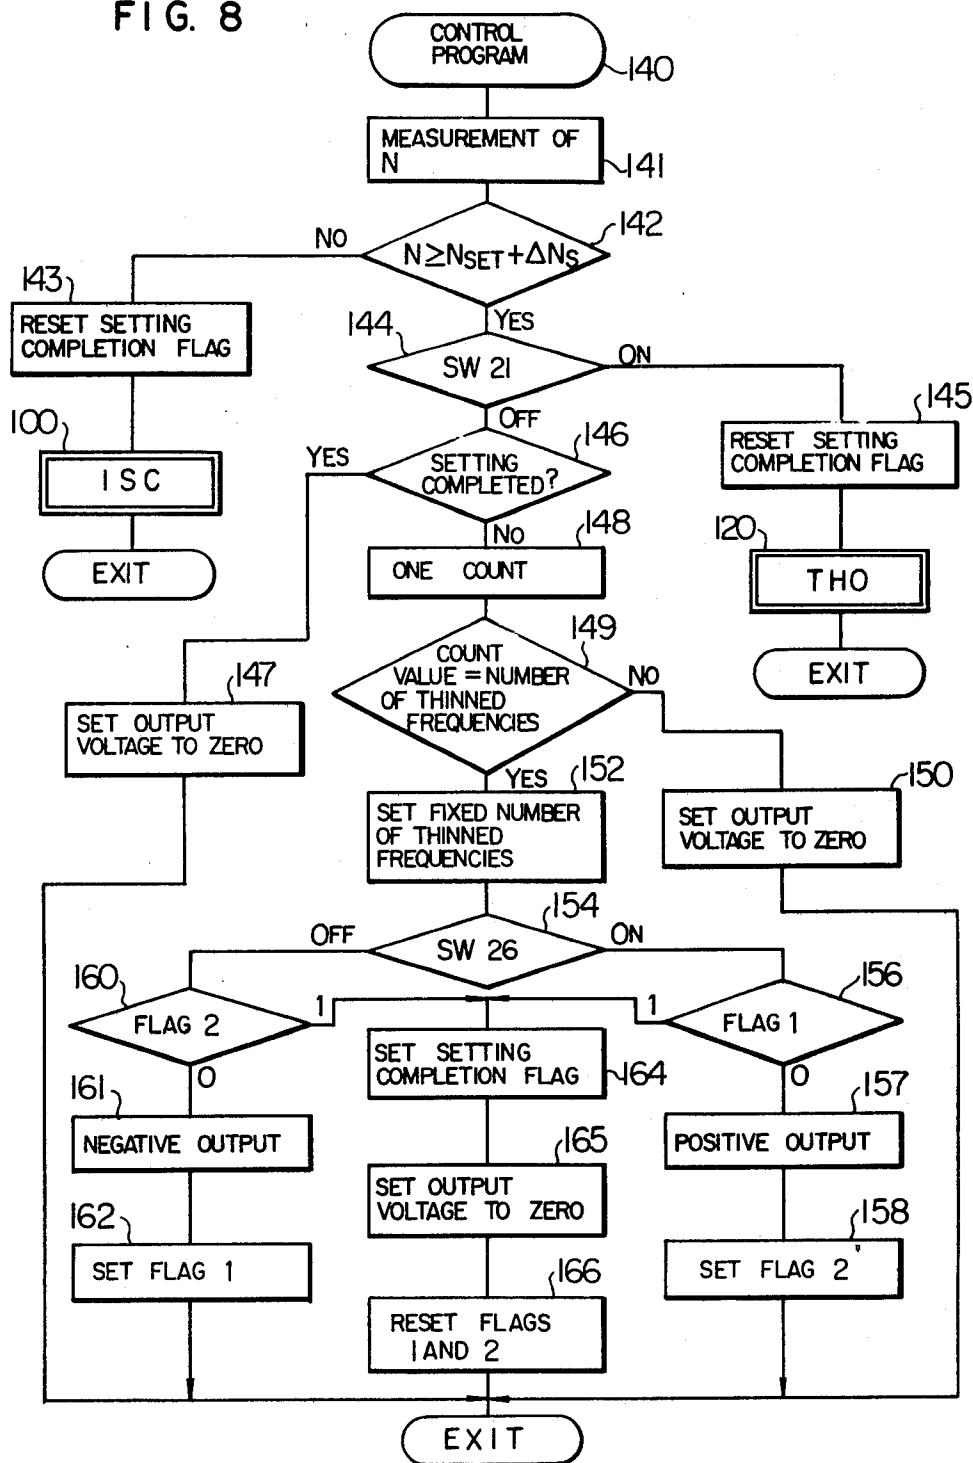 FIG. 8
CONTROL
PROGRAM
140
MEASUREMENT OF
N
141
142
NO
N≥NSET+ΔNS
143
YES
RESET SETTING
COMPLETION FLAG
144
SW 21
ON
145
OFF
RESET SETTING
COMPLETION FLAG
100
ISC
146
YES
SETTING
COMPLETED?
NO
148
120
THO
EXIT
ONE COUNT
149
COUNT
VALUE = NUMBER
OF THINNED
FREQUENCIES
NO
EXIT
147
SET OUTPUT
VOLTAGE TO ZERO
YES
152
150
SET FIXED NUMBER
OF THINNED
FREQUENCIES
SET OUTPUT
VOLTAGE TO ZERO
154
OFF
SW 26
ON
160
156
FLAG 2
1
1
FLAG 1
SET SETTING
COMPLETION FLAG
164
0
0
161
157
NEGATIVE OUTPUT
POSITIVE OUTPUT
165
SET OUTPUT
VOLTAGE TO ZERO
162
158
SET FLAG 1
SET FLAG 2
166
RESET FLAGS
1 AND 2
EXIT